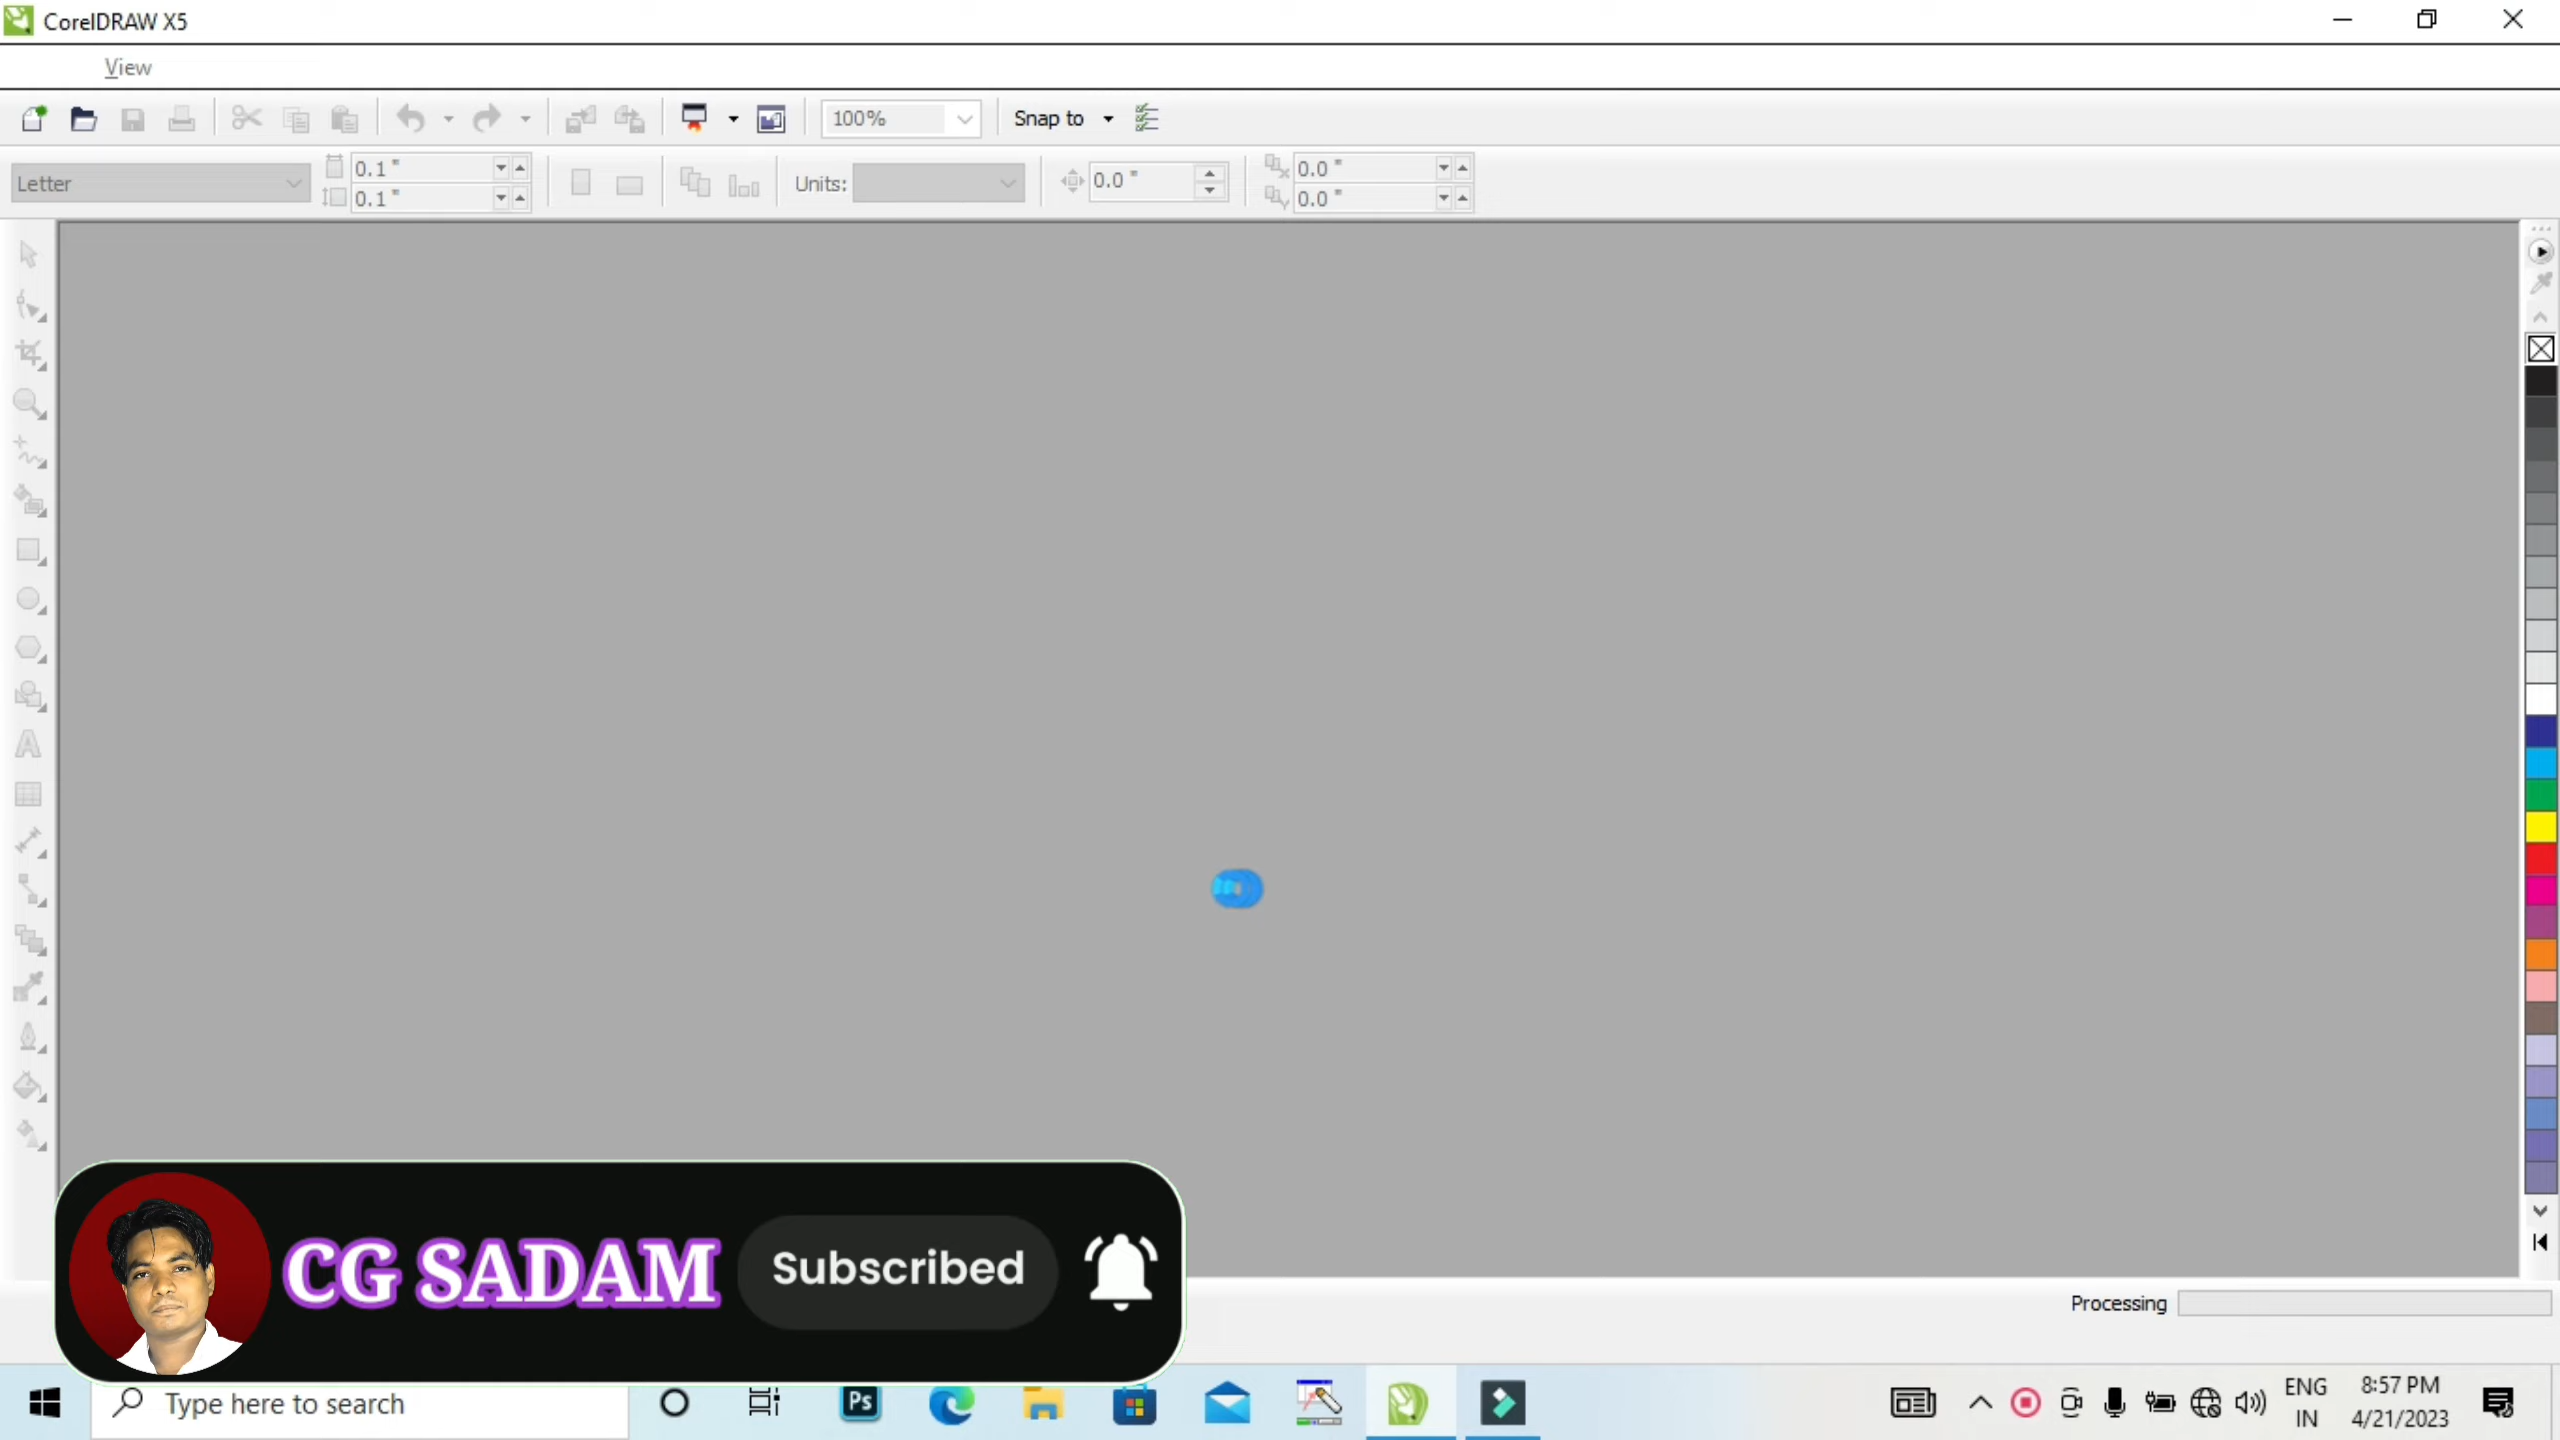 CorelDRAW X5
View
100%
Snap to
Letter
0.1 "
0.1 "
Units:
0.0 "
0.0 "
0.0 "
CG SADAM
Subscribed
Processing
Type here to search
Ps
ENG
IN
8:57 PM
4/21/2023